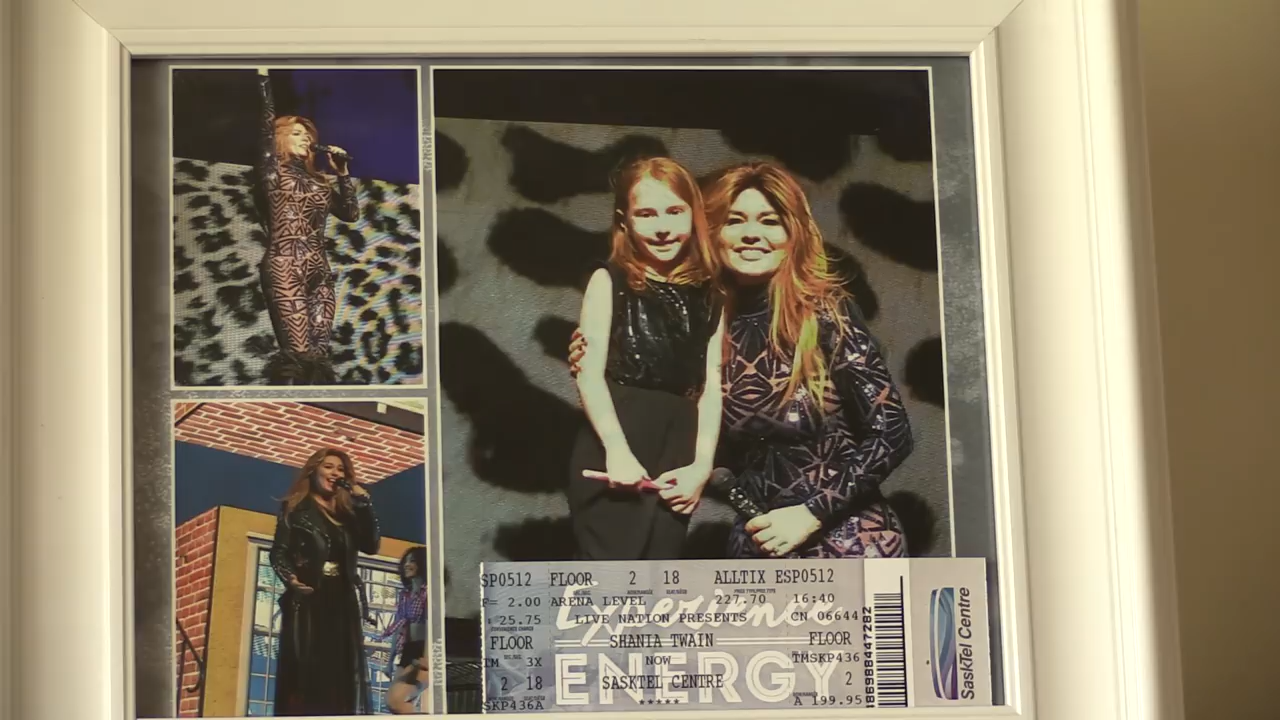 SP0512 FLOOR 2 18 ALLTIX ESP0512
F= 2.00 ARENA LEVEL 227.70 16:40
25.75 LIVE NATION PRESENTS CN 06644
Experience
FLOOR SHANIA TWAIN FLOOR
TM 3X NOW TMSKP436
ENERGY
2 18 SASKTEL CENTRE 2
SKP436A ***** A 199.95
SaskTel Centre